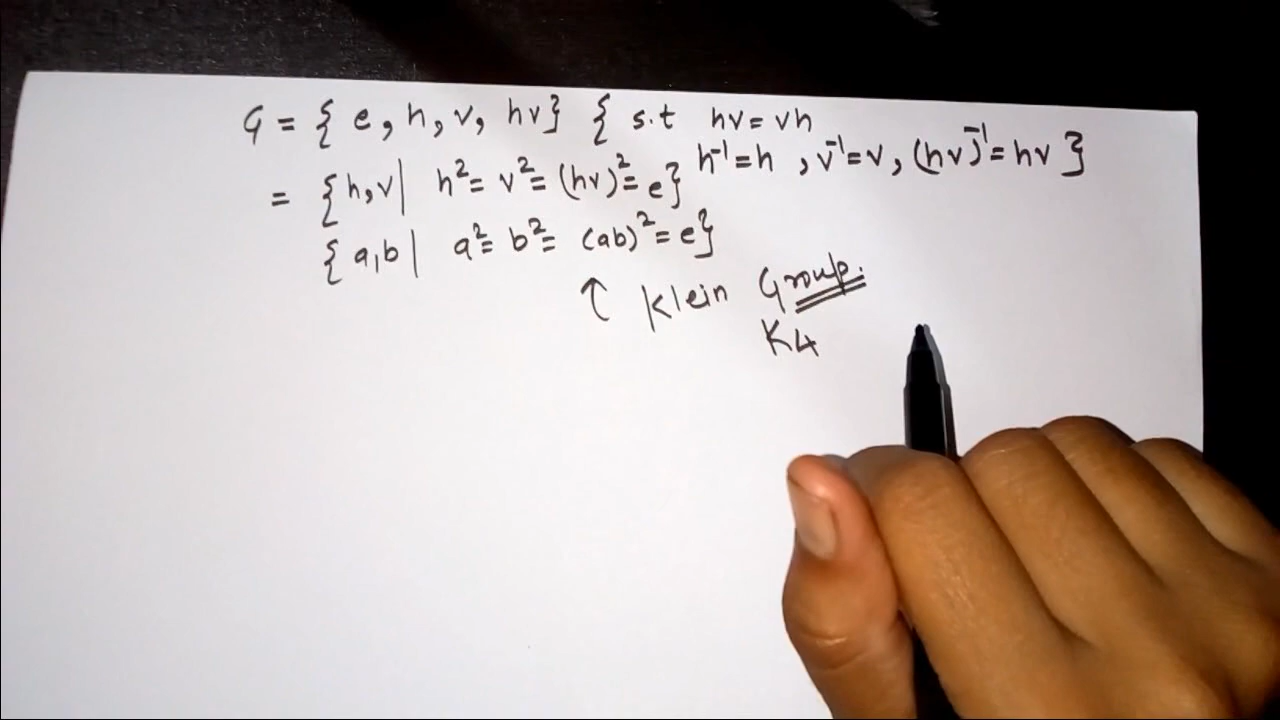 G = { e, h, v, hv} { s.t hv = vh
h⁻¹=h , v⁻¹=v, (hv)⁻¹=hv }
= {h,v| h²= v²= (hv)²= e}
{a,b| a²= b²= (ab)²= e}
↑ Klein Group.
K4